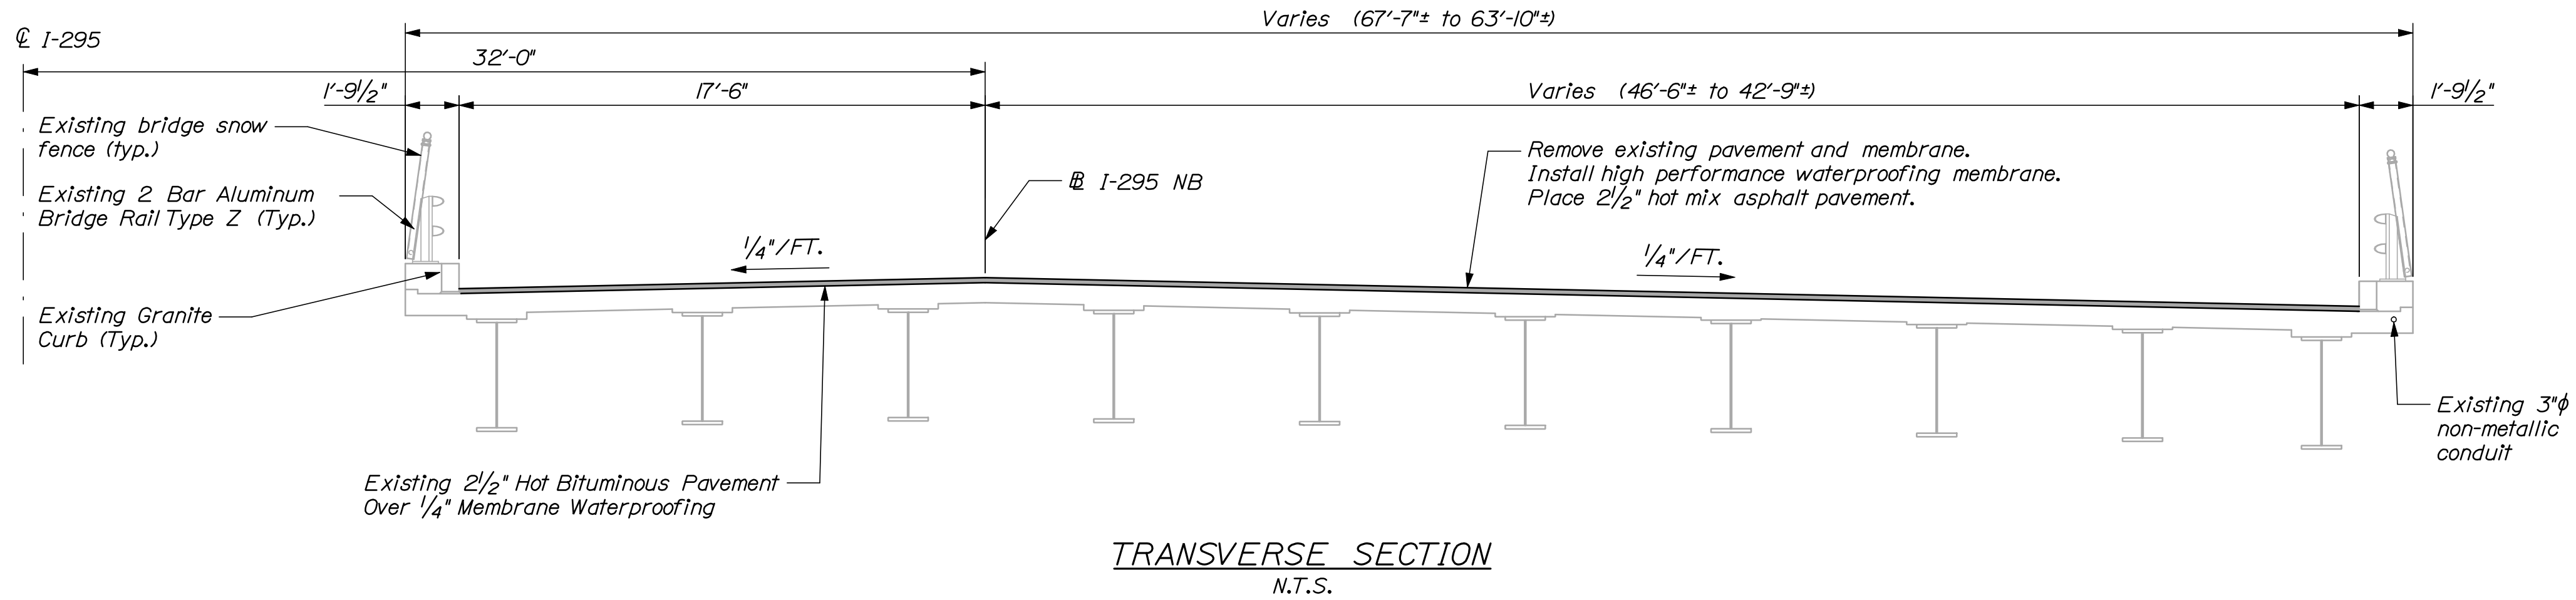 Varies (67'-7"± to 63'-10"±)
℄ I-295
32'-0"
1'-9½"
17'-6"
Varies (46'-6"± to 42'-9"±)
1'-9½"
Existing bridge snow
fence (typ.)
Existing 2 Bar Aluminum
Bridge Rail Type Z (Typ.)
Existing Granite
Curb (Typ.)
BL I-295 NB
Remove existing pavement and membrane.
Install high performance waterproofing membrane.
Place 2½" hot mix asphalt pavement.
¼"/FT.
¼"/FT.
Existing 3"ϕ
non-metallic
conduit
Existing 2½" Hot Bituminous Pavement
Over ¼" Membrane Waterproofing
TRANSVERSE SECTION
N.T.S.